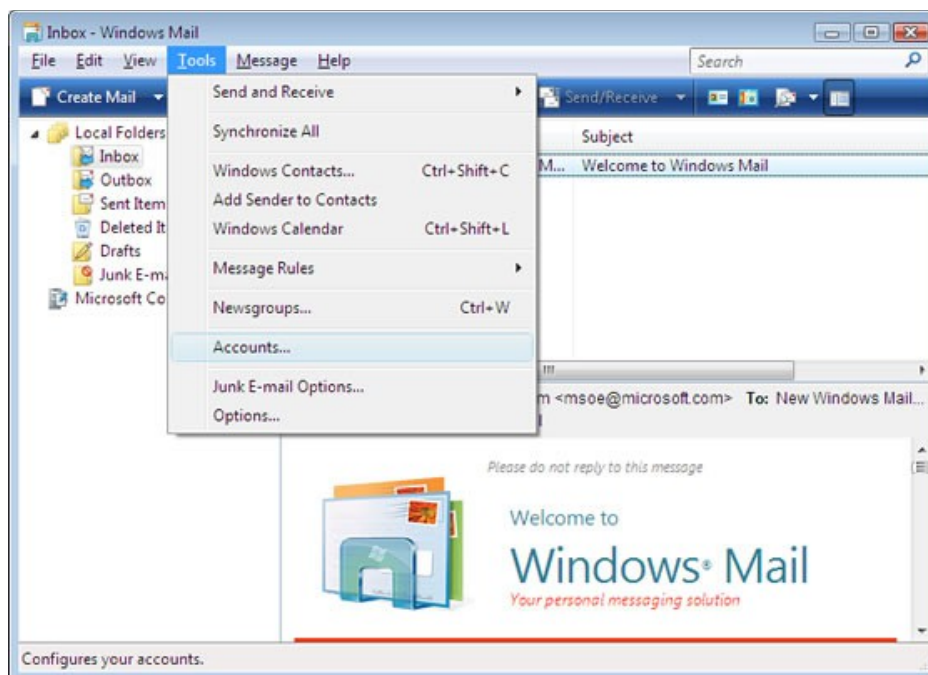 Inbox - Windows Mail
File Edit View Tools Message Help
Search
Create Mail
Send/Receive
Send and Receive
Synchronize All
Windows Contacts... Ctrl+Shift+C
Add Sender to Contacts
Windows Calendar Ctrl+Shift+L
Message Rules
Newsgroups... Ctrl+W
Accounts...
Junk E-mail Options...
Options...
Local Folders
Inbox
Outbox
Sent Item
Deleted It
Drafts
Junk E-ma
Microsoft Co
Subject
M... Welcome to Windows Mail
m <msoe@microsoft.com> To: New Windows Mail...
Please do not reply to this message
Welcome to
Windows® Mail
Your personal messaging solution
Configures your accounts.